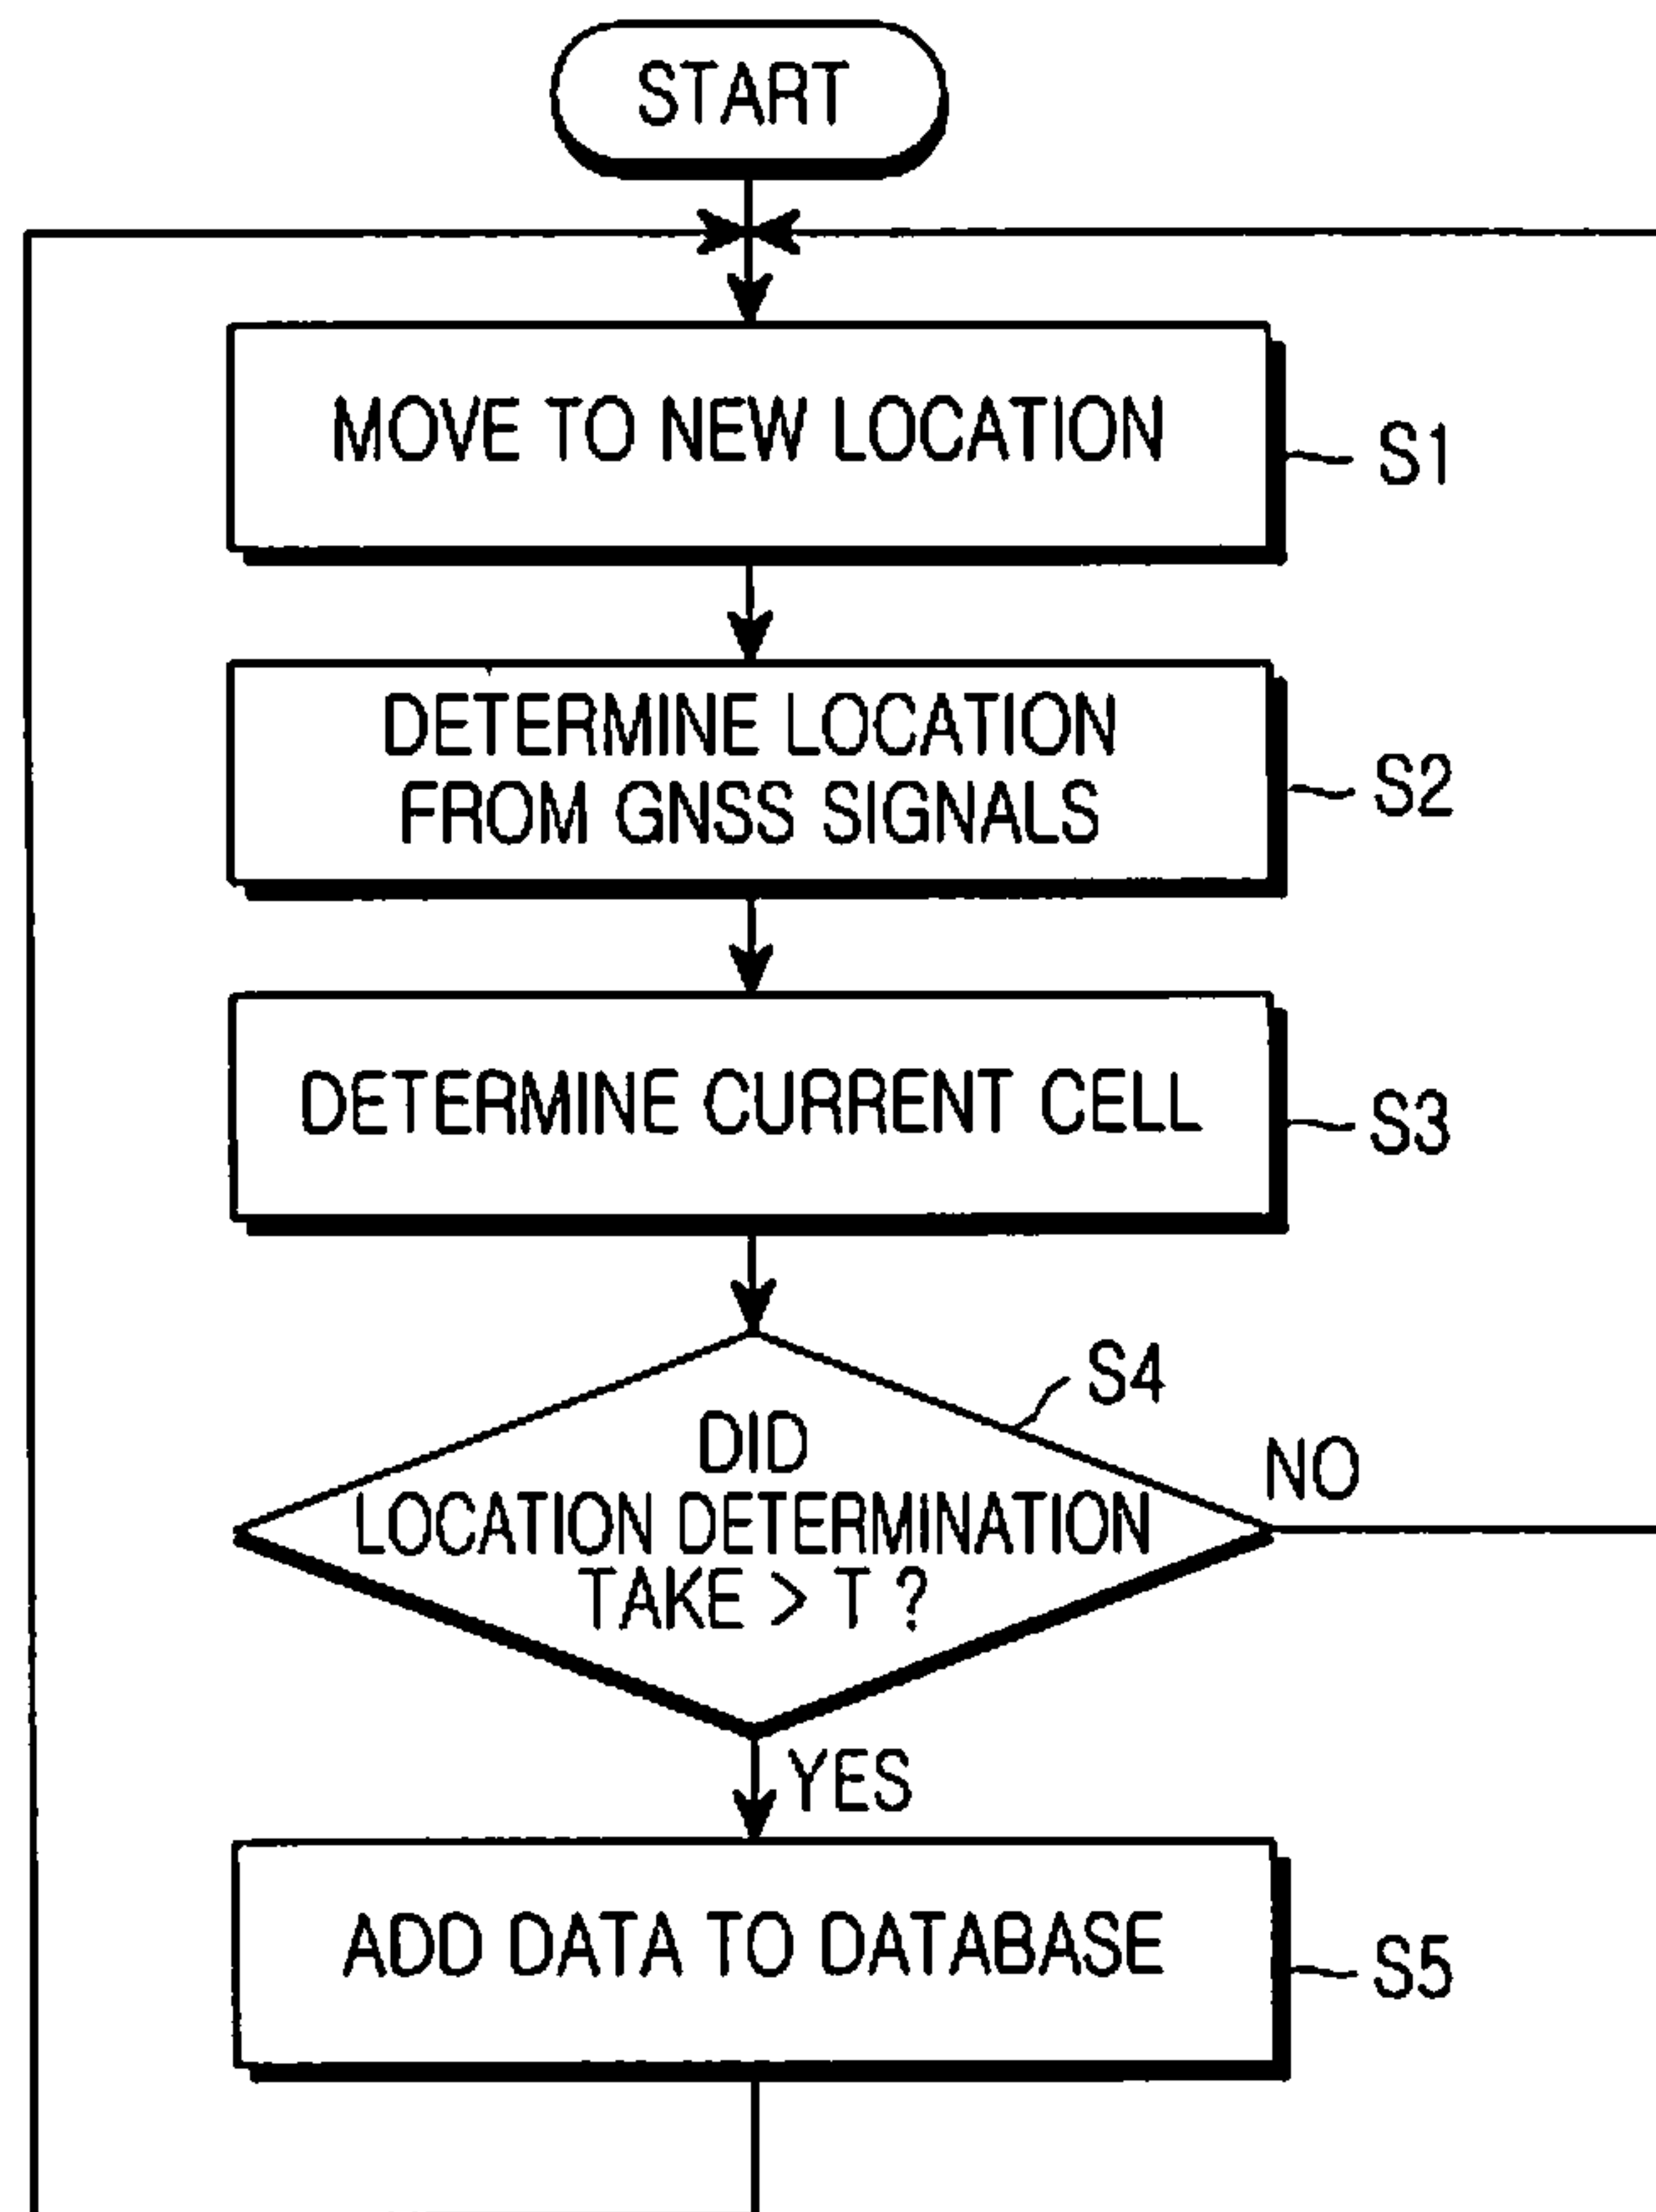 START
MOVE TO NEW LOCATION
S1
DETERMINE LOCATION
FROM GNSS SIGNALS
S2
DETERMINE CURRENT CELL
S3
S4
DID
LOCATION DETERMINATION
TAKE > T ?
NO
YES
ADD DATA TO DATABASE
S5